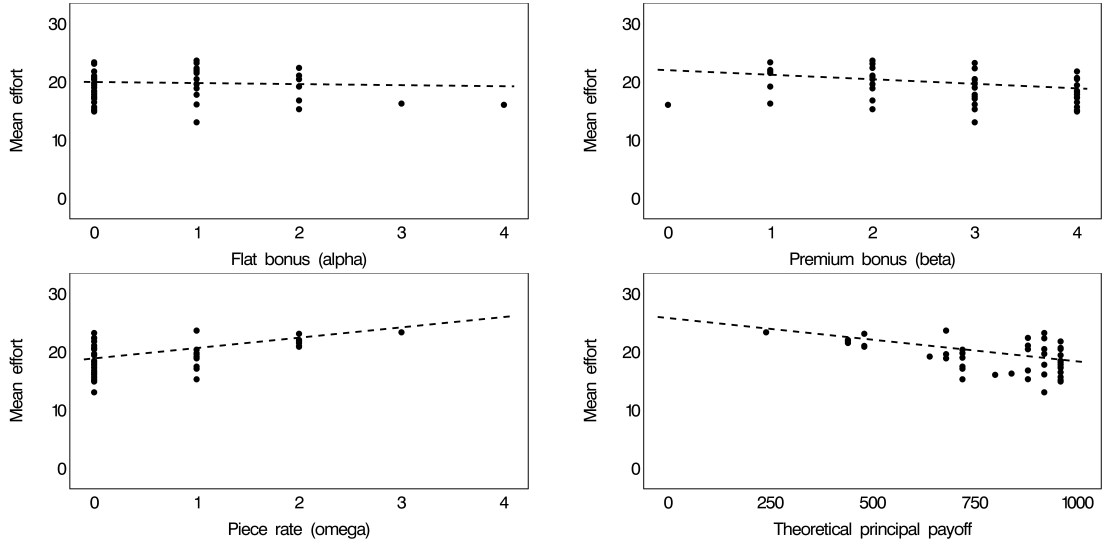 30
20
10
0
Mean effort
0 1 2 3 4
Flat bonus (alpha)
30
20
10
0
Mean effort
0 1 2 3 4
Premium bonus (beta)
30
20
10
0
Mean effort
0 1 2 3 4
Piece rate (omega)
30
20
10
0
Mean effort
0 250 500 750 1000
Theoretical principal payoff